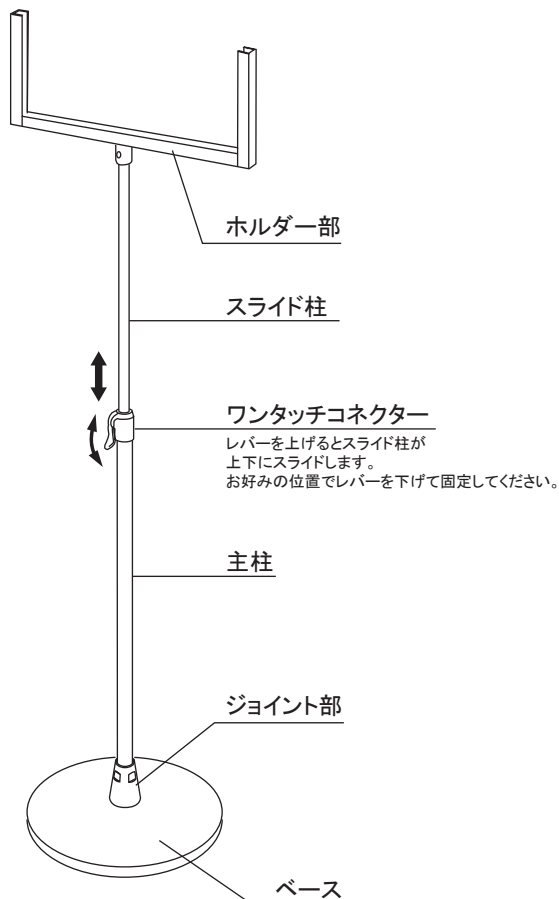 ホルダー部
スライド柱
ワンタッチコネクター
レバーを上げるとスライド柱が
上下にスライドします。
お好みの位置でレバーを下げて固定してください。
主柱
ジョイント部
ベース